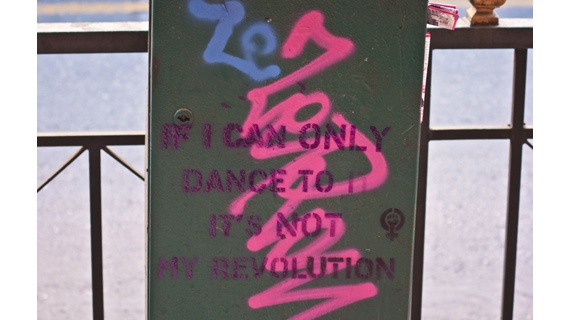 IF I CAN ONLY
DANCE TO IT
IT'S NOT
MY REVOLUTION